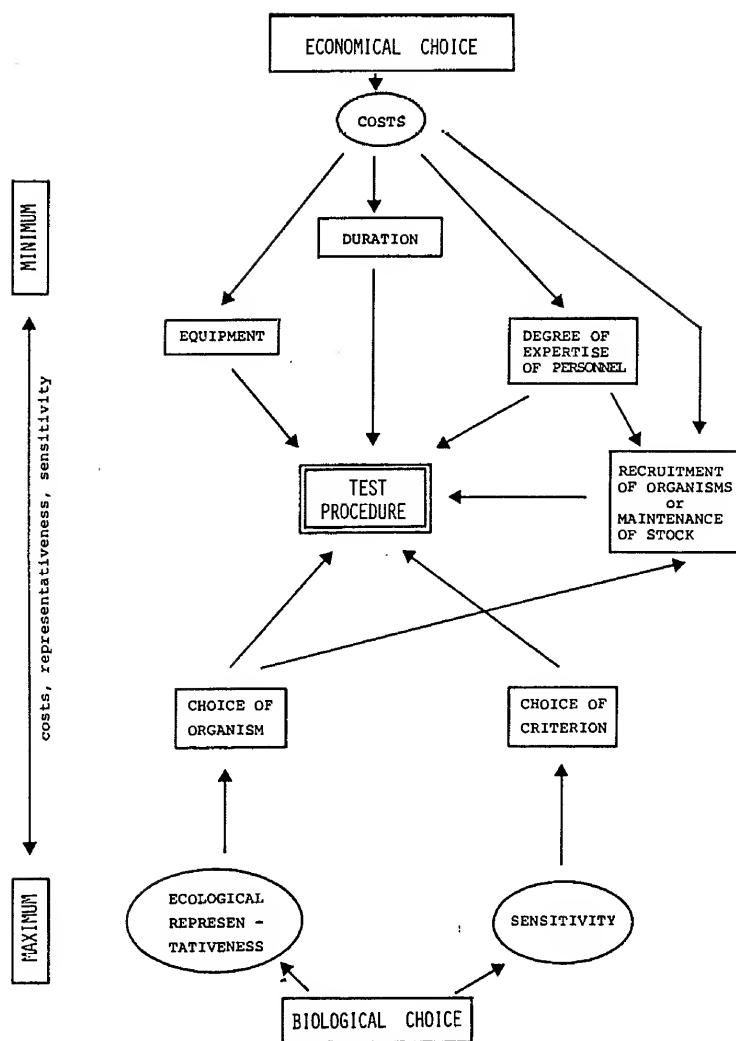 ECONOMICAL CHOICE
COSTS
MINIMUM
DURATION
EQUIPMENT
DEGREE OF
EXPERTISE
OF PERSONNEL
costs, representativeness, sensitivity
TEST
PROCEDURE
RECRUITMENT
OF ORGANISMS
or
MAINTENANCE
OF STOCK
CHOICE OF
ORGANISM
CHOICE OF
CRITERION
MAXIMUM
ECOLOGICAL
REPRESEN -
TATIVENESS
SENSITIVITY
BIOLOGICAL CHOICE